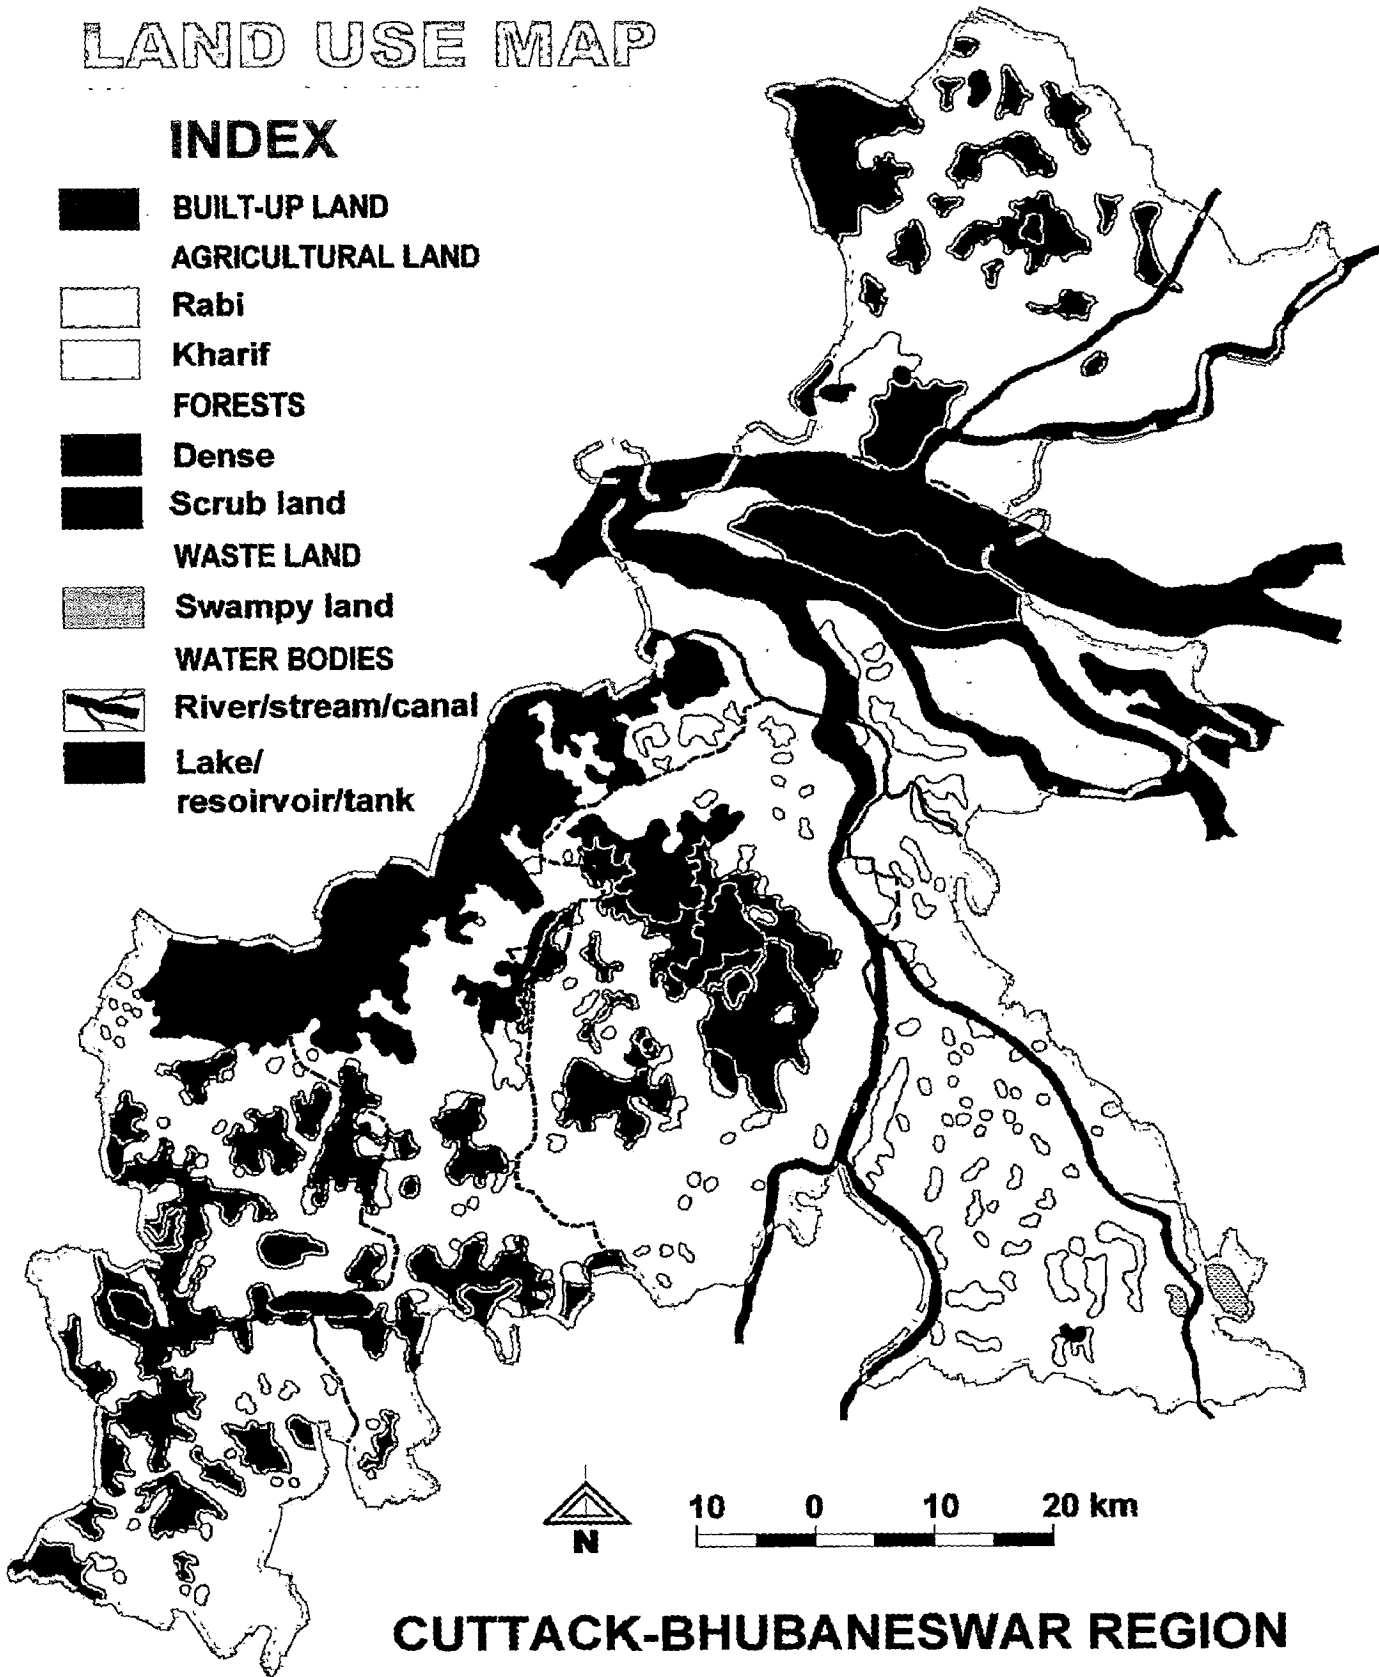 LAND USE MAP
INDEX
BUILT-UP LAND
AGRICULTURAL LAND
Rabi
Kharif
FORESTS
Dense
Scrub land
WASTE LAND
Swampy land
WATER BODIES
River/stream/canal
Lake/
resoirvoir/tank
N
10 0 10 20 km
CUTTACK-BHUBANESWAR REGION